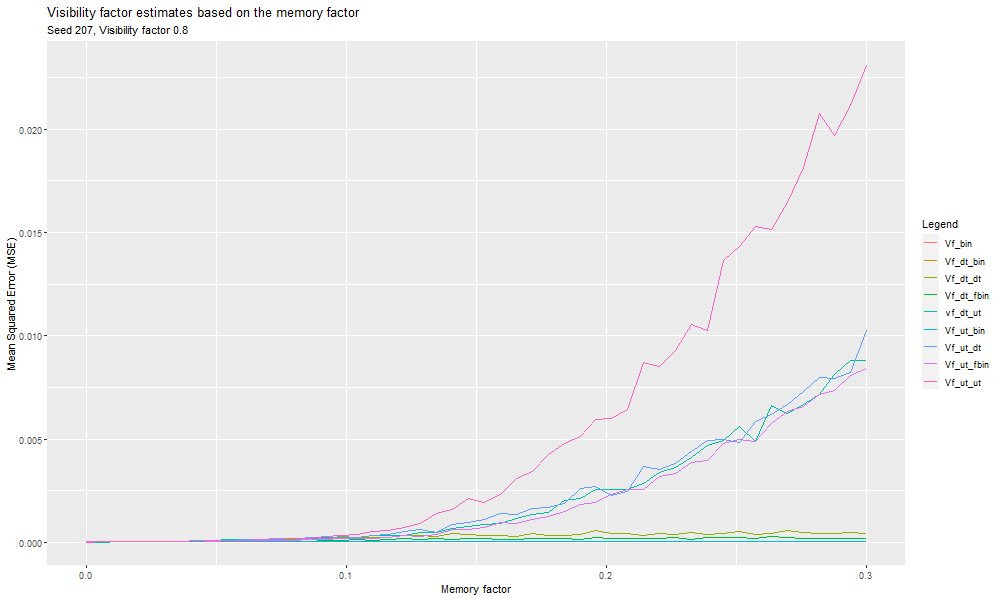 Visibility factor estimates based on the memory factor
Seed 207, Visibility factor 0.8
Mean Squared Error (MSE)
0.020
0.015
0.010
0.005
0.000
0.0
0.1
0.2
0.3
Memory factor
Legend
Vf_bin
Vf_dt_bin
Vf_dt_dt
Vf_dt_fbin
vf_dt_ut
Vf_ut_bin
Vf_ut_dt
Vf_ut_fbin
Vf_ut_ut